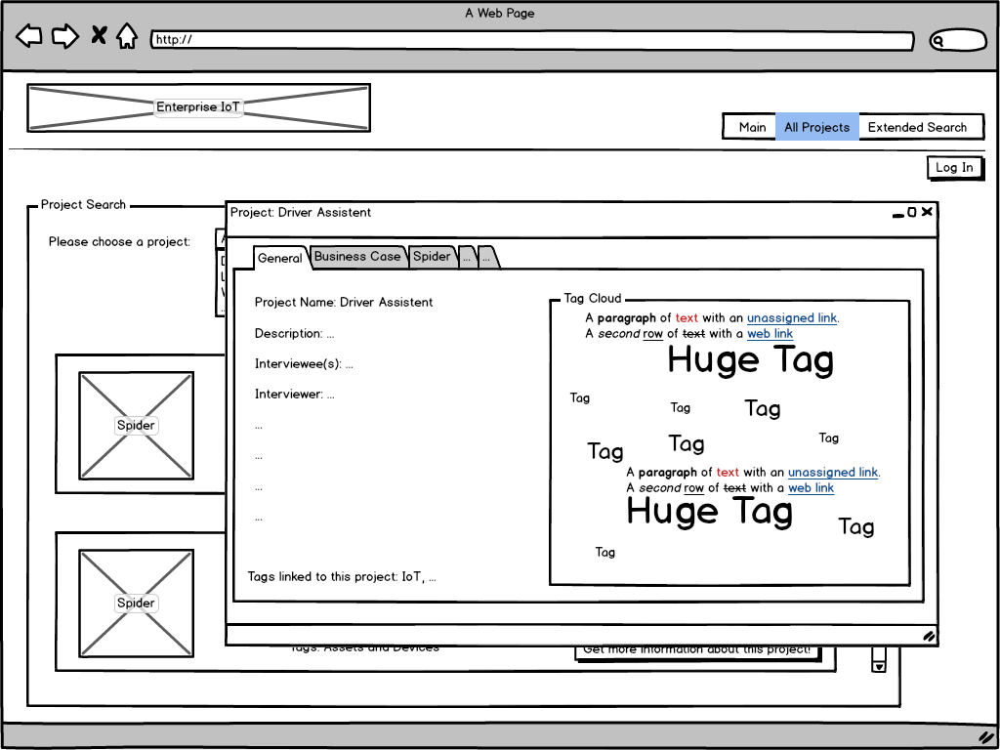 A Web Page
http://
Enterprise IoT
Main All Projects Extended Search
Log In
Project Search
Please choose a project:
Project: Driver Assistent
General Business Case Spider ... ...
Project Name: Driver Assistent
Description: ...
Interviewee(s): ...
Interviewer: ...
...
...
...
...
Tags linked to this project: IoT, ...
Tag Cloud
A paragraph of text with an unassigned link.
A second row of text with a web link
Huge Tag
Tag
Tag
Tag
Tag
Tag
Tag
A paragraph of text with an unassigned link.
A second row of text with a web link
Huge Tag
Tag
Tag
Spider
Spider
Tags: Assets and Devices
Get more information about this project!